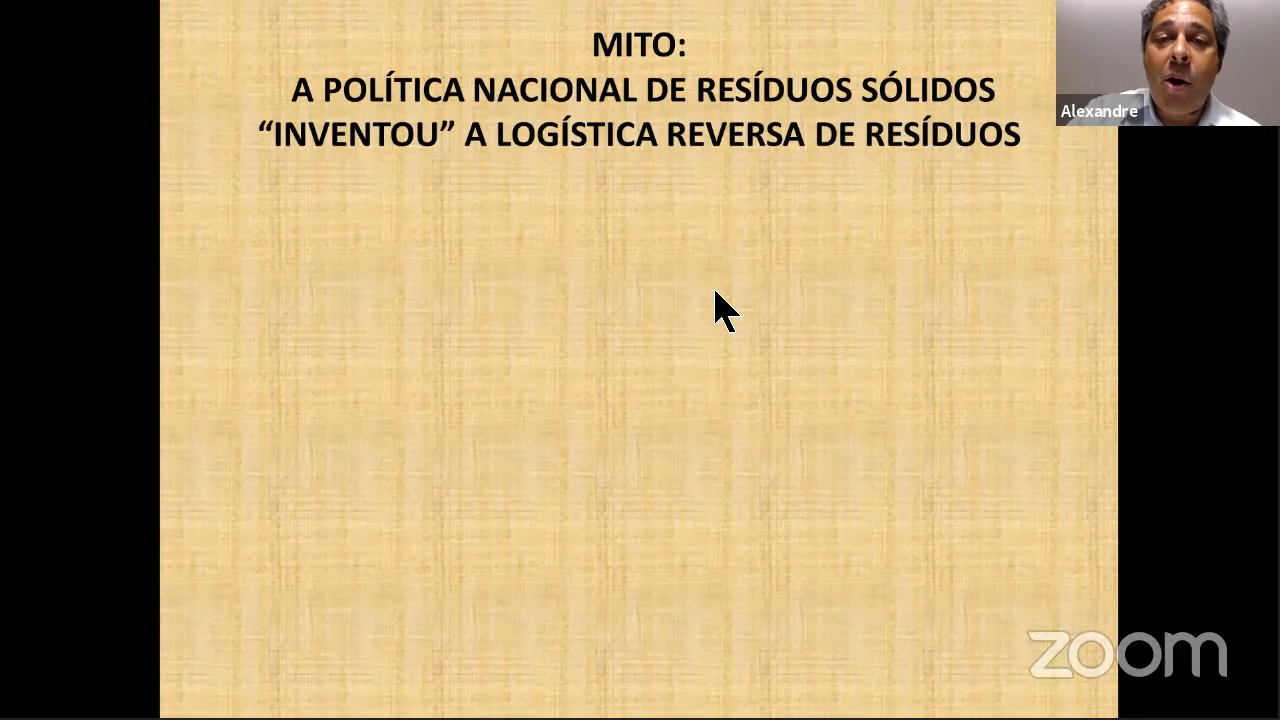 MITO:
A POLÍTICA NACIONAL DE RESÍDUOS SÓLIDOS
“INVENTOU” A LOGÍSTICA REVERSA DE RESÍDUOS
Alexandre
zoom